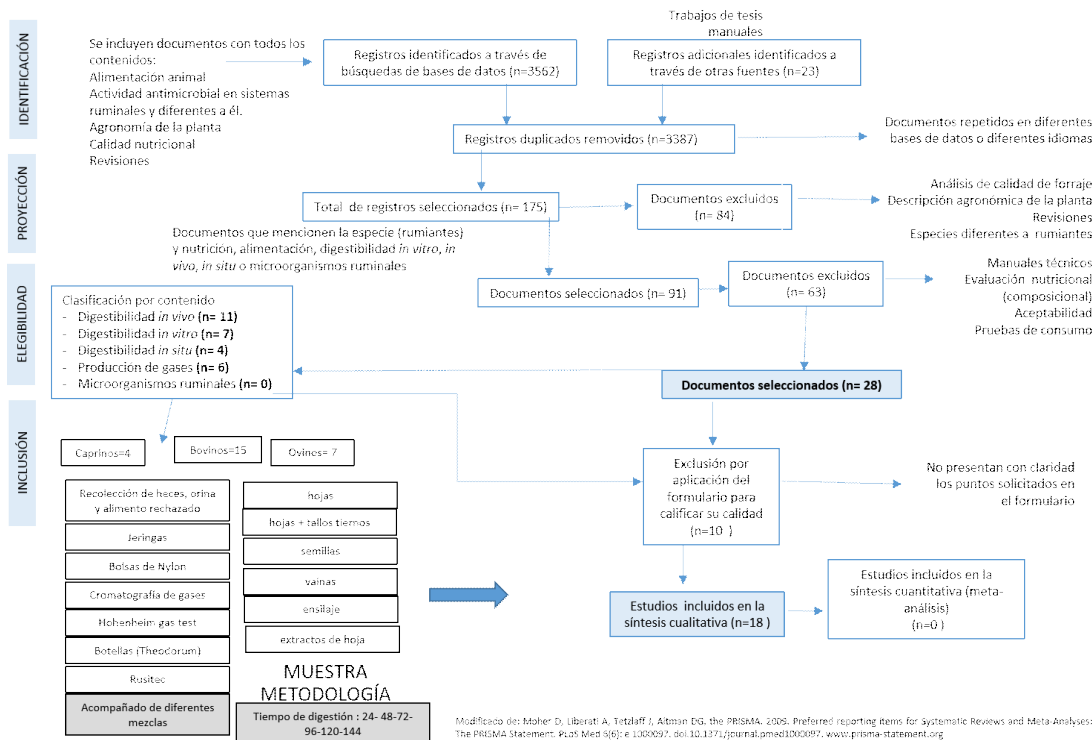 IDENTIFICACIÓN
Se incluyen documentos con todos los
contenidos:
Alimentación animal
Actividad antimicrobial en sistemas
ruminales y diferentes a él.
Agronomía de la planta
Calidad nutricional
Revisiones
Registros identificados a través de
búsquedas de bases de datos (n=3562)
Trabajos de tesis
manuales
Registros adicionales identificados a
través de otras fuentes (n=23)
Registros duplicados removidos (n=3387)
Documentos repetidos en diferentes
bases de datos o diferentes idiomas
PROYECCIÓN
Total de registros seleccionados (n= 175)
Documentos excluidos
(n= 84)
Análisis de calidad de forraje
Descripción agronómica de la planta
Revisiones
Especies diferentes a rumiantes
Documentos que mencionen la especie (rumiantes)
y nutrición, alimentación, digestibilidad in vitro, in
vivo, in situ o microorganismos ruminales
ELEGIBILIDAD
Documentos seleccionados (n= 91)
Documentos excluidos
(n= 63)
Manuales técnicos
Evaluación nutricional
(composicional)
Aceptabilidad
Pruebas de consumo
Clasificación por contenido
- Digestibilidad in vivo (n= 11)
- Digestibilidad in vitro (n= 7)
- Digestibilidad in situ (n= 4)
- Producción de gases (n= 6)
- Microorganismos ruminales (n= 0)
Documentos seleccionados (n= 28)
INCLUSIÓN
Caprinos=4
Bovinos=15
Ovinos= 7
Recolección de heces, orina
y alimento rechazado
Jeringas
Bolsas de Nylon
Cromatografía de gases
Hohenheim gas test
Botellas (Theodorum)
Rusitec
Acompañado de diferentes
mezclas
hojas
hojas + tallos tiernos
semillas
vainas
ensilaje
extractos de hoja
MUESTRA
METODOLOGÍA
Tiempo de digestión : 24- 48-72-
96-120-144
Exclusión por
aplicación del
formulario para
calificar su calidad
(n=10 )
No presentan con claridad
los puntos solicitados en
el formulario
Estudios incluidos en la
síntesis cualitativa (n=18 )
Estudios incluidos en la
síntesis cuantitativa (meta-
análisis)
(n=0 )
Modificaco de: Moher D, Liberati A, Tetzlaff J, Altman DG. the PRISMA. 2009. Preferred reporting items for Systematic Reviews and Meta-Analyses:
The PRISMA Statement. PLoS Med 6(6): e 1000097. doi.10.1371/journal.pmed1000097. www.prisma-statement.org